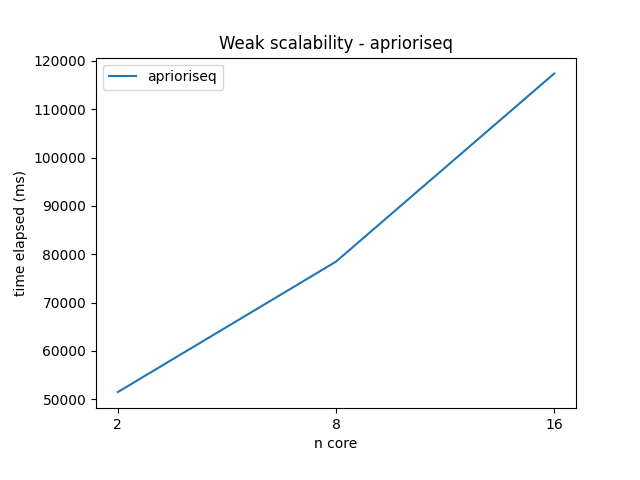 Weak scalability - aprioriseq
aprioriseq
120000
110000
100000
90000
80000
70000
60000
50000
time elapsed (ms)
2 8 16
n core